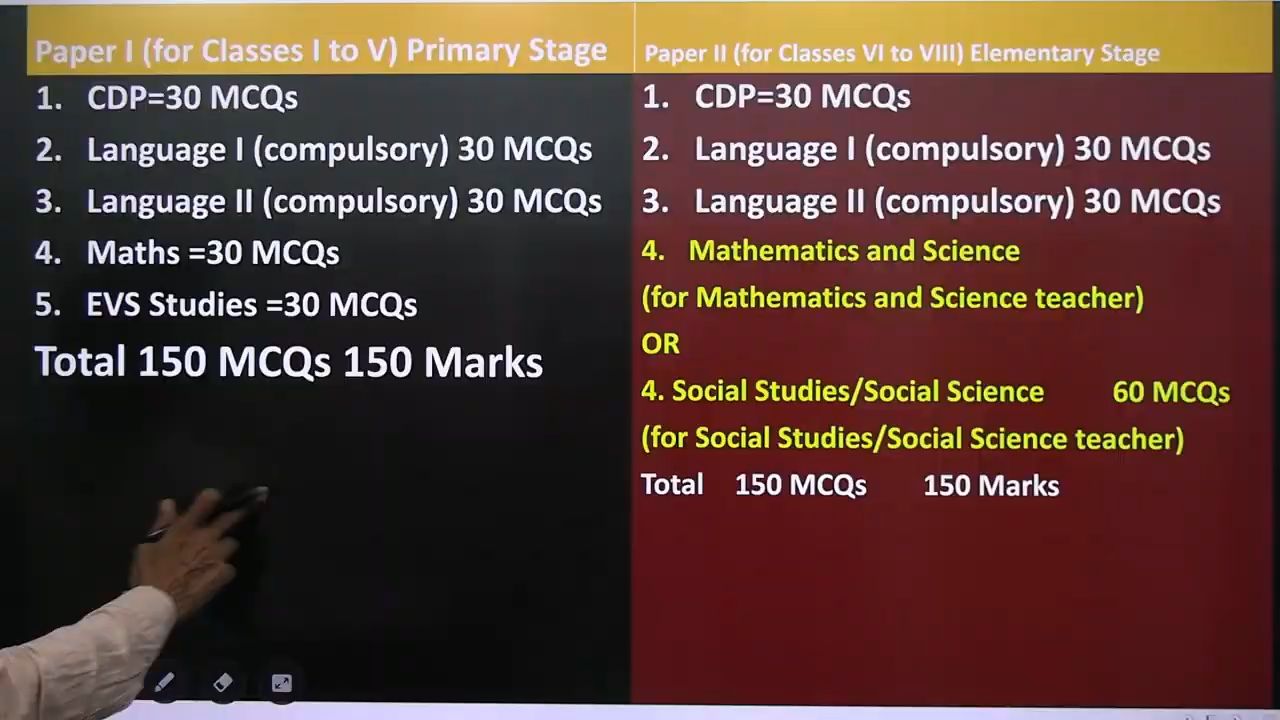 Paper I (for Classes I to V) Primary Stage
1. CDP=30 MCQs
2. Language I (compulsory) 30 MCQs
3. Language II (compulsory) 30 MCQs
4. Maths =30 MCQs
5. EVS Studies =30 MCQs
Total 150 MCQs 150 Marks
Paper II (for Classes VI to VIII) Elementary Stage
1. CDP=30 MCQs
2. Language I (compulsory) 30 MCQs
3. Language II (compulsory) 30 MCQs
4. Mathematics and Science
(for Mathematics and Science teacher)
OR
4. Social Studies/Social Science 60 MCQs
(for Social Studies/Social Science teacher)
Total 150 MCQs 150 Marks